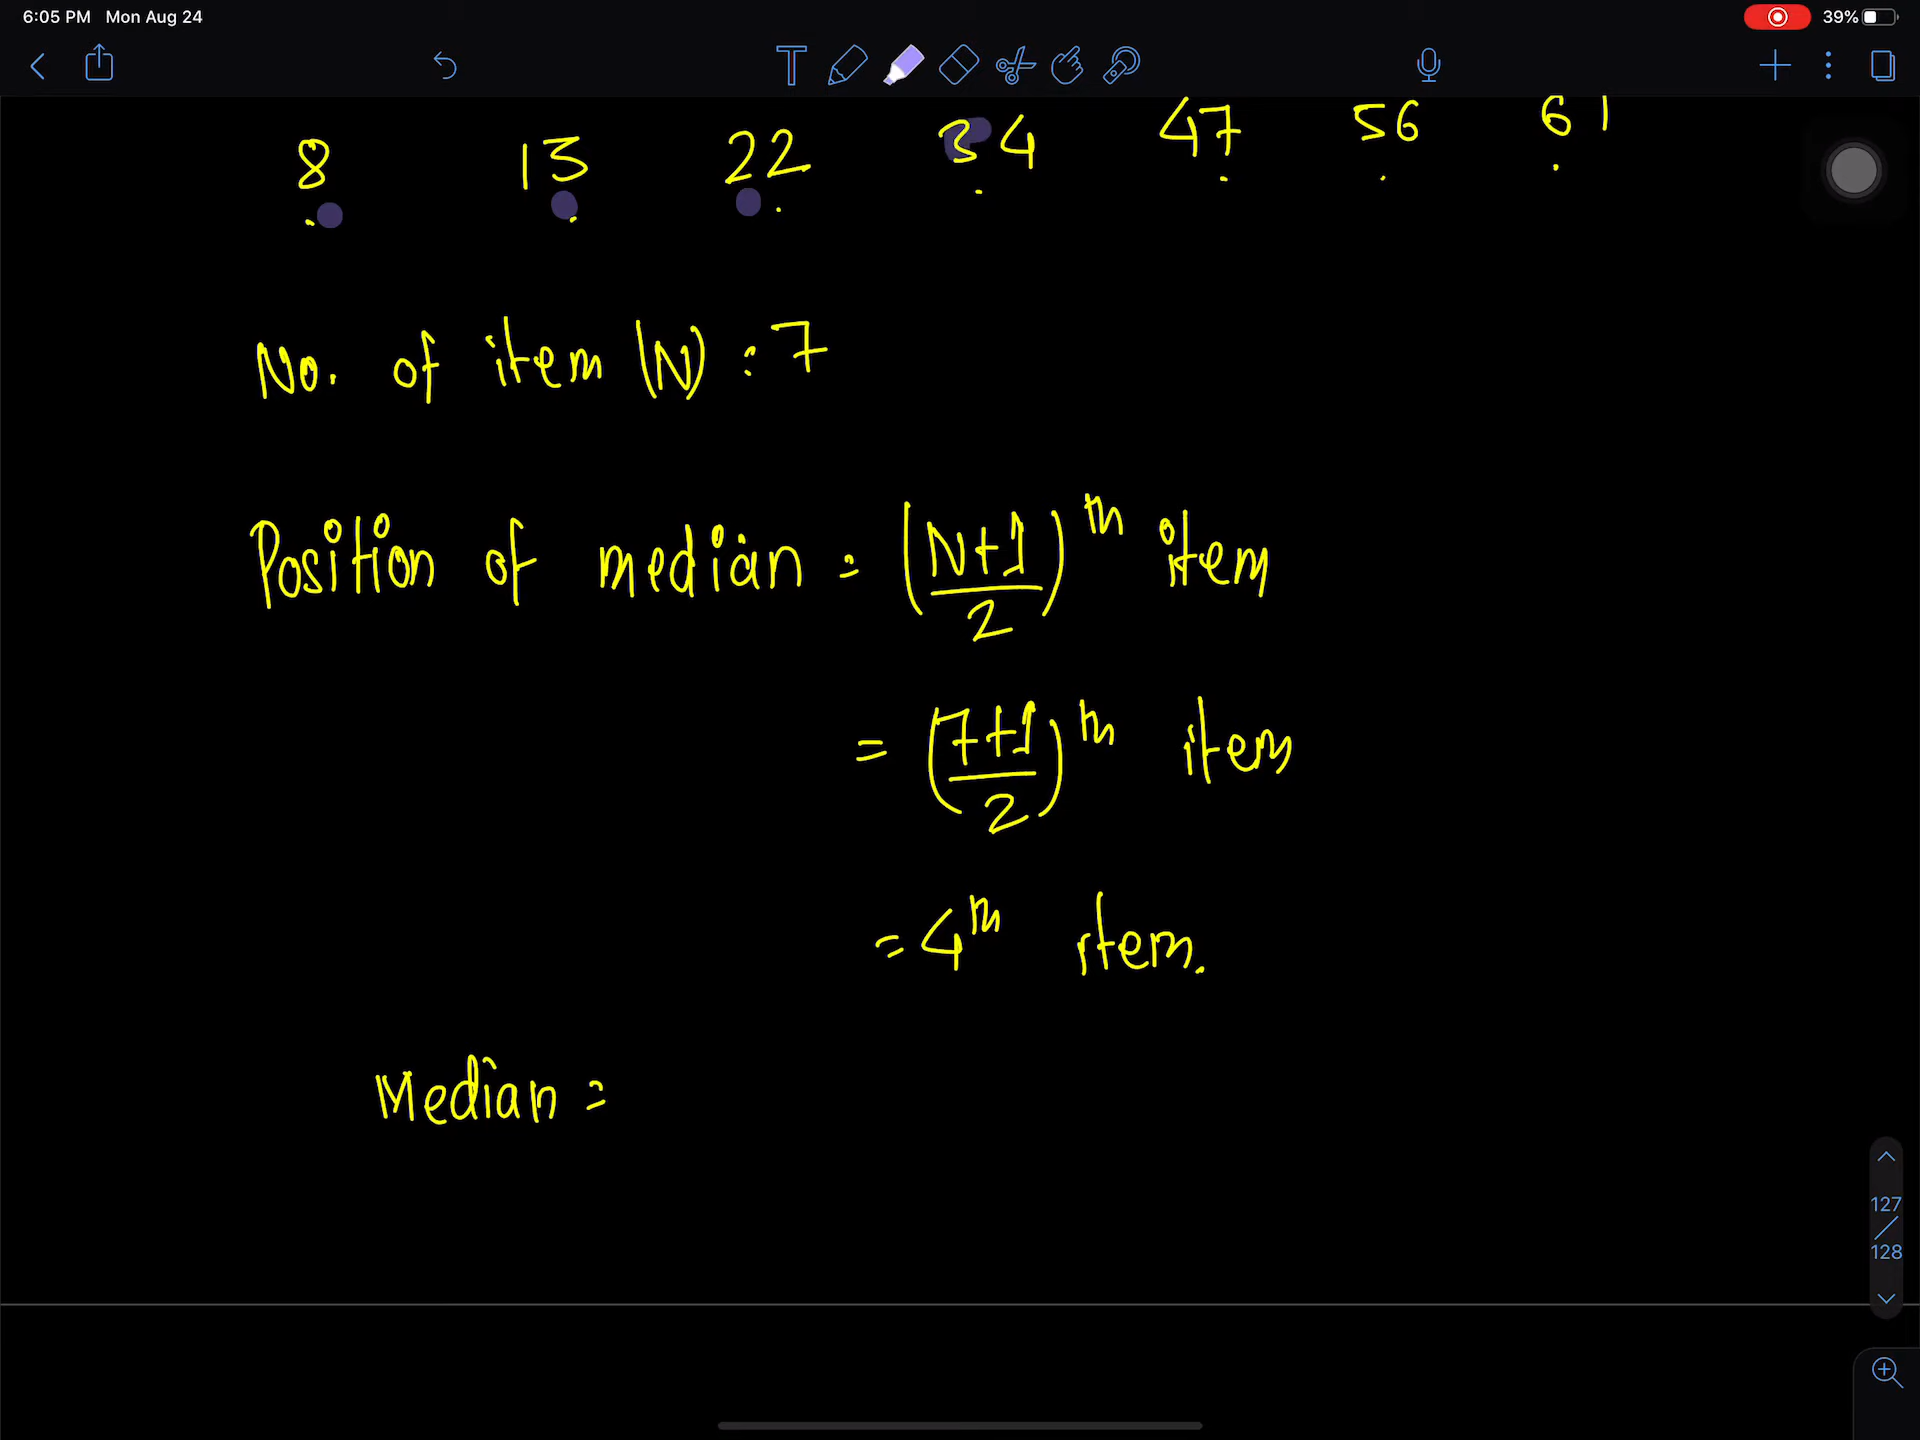 6:05 PM Mon Aug 24 39%
8 13 22 34 47 56 61
No. of item (N) : 7
Position of median = (N+1/2)th item
= (7+1/2)th item
= 4th item.
Median =
127
/
128